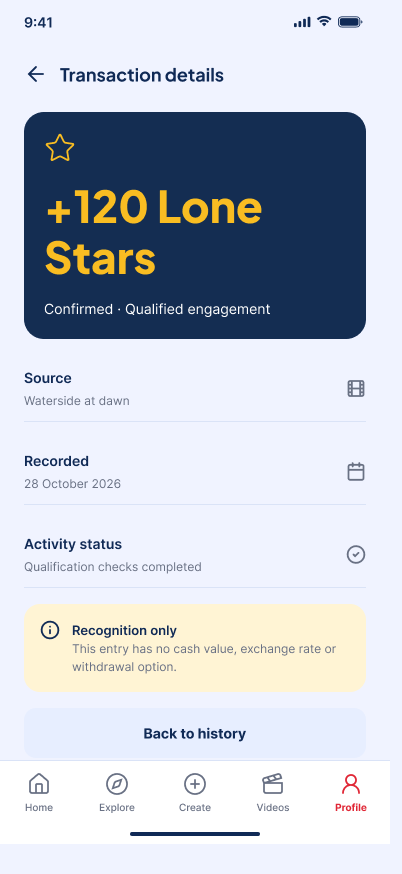 9:41
Transaction details
+120 Lone
Stars
Confirmed · Qualified engagement
Source
Waterside at dawn
Recorded
28 October 2026
Activity status
Qualification checks completed
Recognition only
This entry has no cash value, exchange rate or
withdrawal option.
Back to history
Home
Explore
Create
Videos
Profile